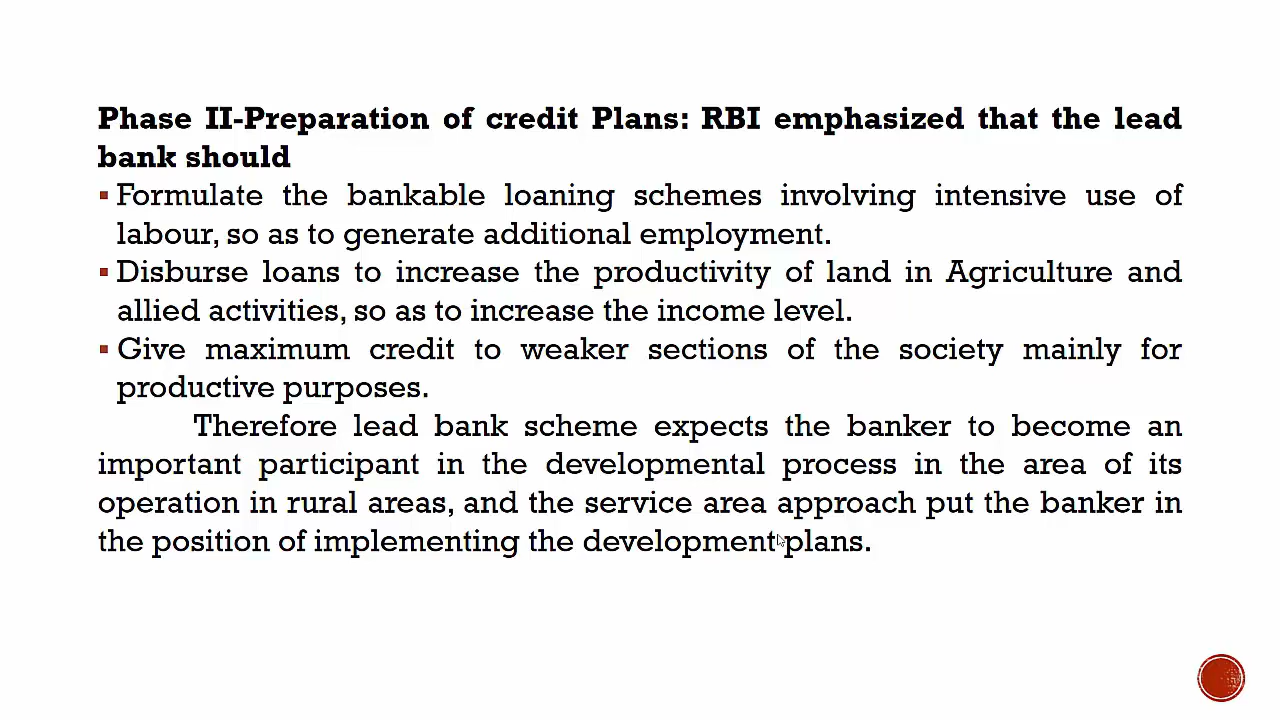 Phase II-Preparation of credit Plans: RBI emphasized that the lead
bank should
▪ Formulate the bankable loaning schemes involving intensive use of
labour, so as to generate additional employment.
▪ Disburse loans to increase the productivity of land in Agriculture and
allied activities, so as to increase the income level.
▪ Give maximum credit to weaker sections of the society mainly for
productive purposes.
Therefore lead bank scheme expects the banker to become an
important participant in the developmental process in the area of its
operation in rural areas, and the service area approach put the banker in
the position of implementing the development plans.